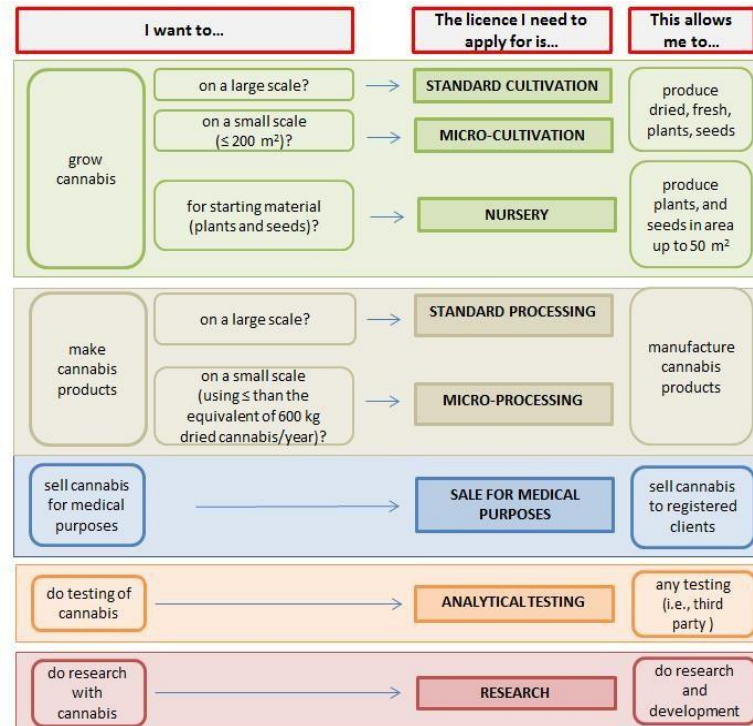 I want to…
The licence I need to
apply for is…
This allows
me to…
grow
cannabis
on a large scale?
STANDARD CULTIVATION
produce
dried, fresh,
plants, seeds
on a small scale
(≤ 200 m²)?
MICRO-CULTIVATION
for starting material
(plants and seeds)?
NURSERY
produce
plants, and
seeds in area
up to 50 m²
make
cannabis
products
on a large scale?
STANDARD PROCESSING
manufacture
cannabis
products
on a small scale
(using ≤ than the
equivalent of 600 kg
dried cannabis/year)?
MICRO-PROCESSING
sell cannabis
for medical
purposes
SALE FOR MEDICAL
PURPOSES
sell cannabis
to registered
clients
do testing of
cannabis
ANALYTICAL TESTING
any testing
(i.e., third
party )
do research
with
cannabis
RESEARCH
do research
and
development